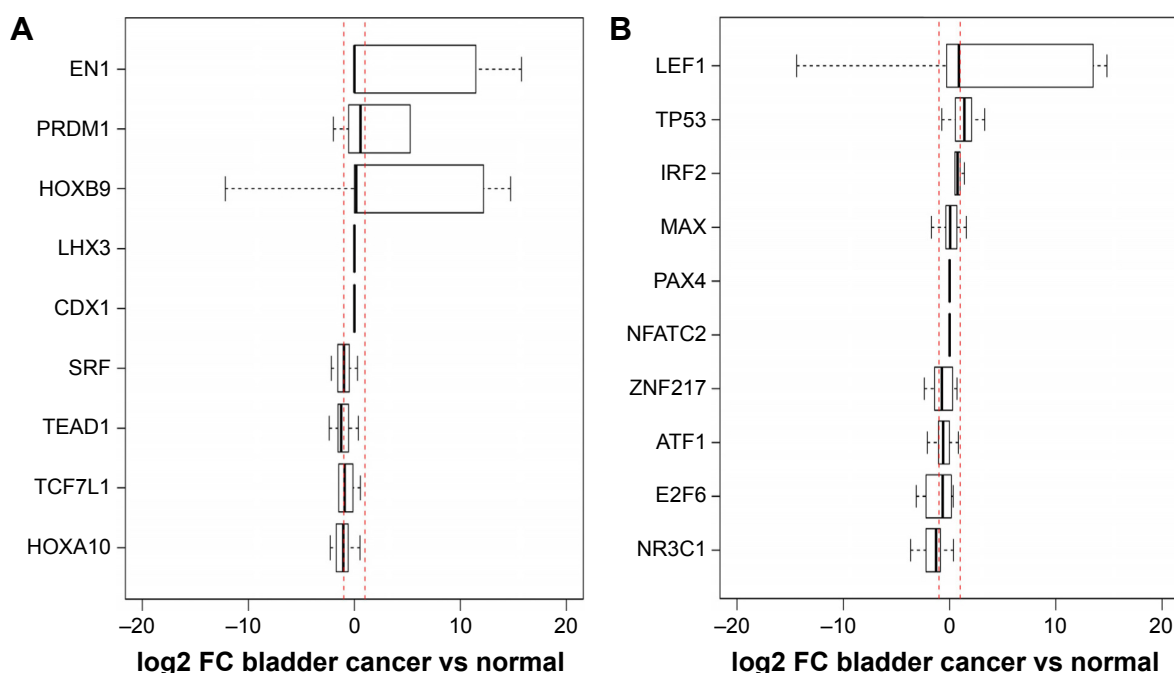 A
EN1
PRDM1
HOXB9
LHX3
CDX1
SRF
TEAD1
TCF7L1
HOXA10
–20 –10 0 10 20
log2 FC bladder cancer vs normal
B
LEF1
TP53
IRF2
MAX
PAX4
NFATC2
ZNF217
ATF1
E2F6
NR3C1
–20 –10 0 10 20
log2 FC bladder cancer vs normal